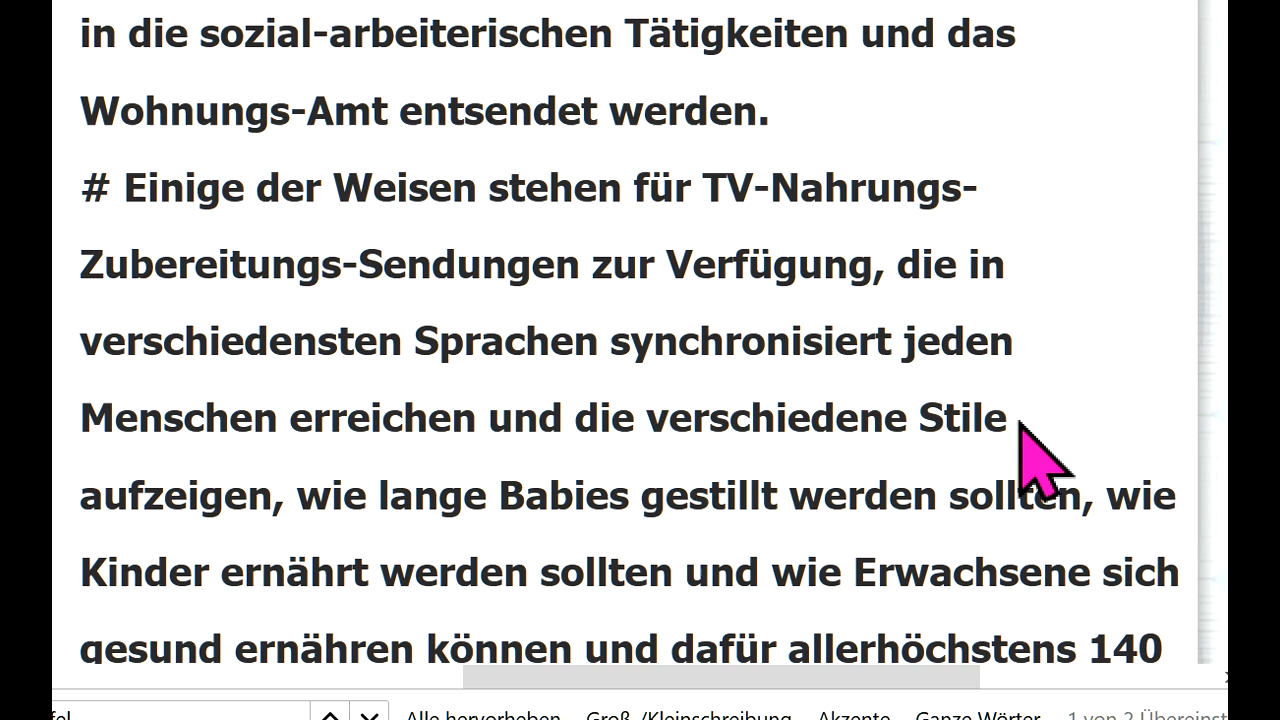 in die sozial-arbeiterischen Tätigkeiten und das
Wohnungs-Amt entsendet werden.
# Einige der Weisen stehen für TV-Nahrungs-
Zubereitungs-Sendungen zur Verfügung, die in
verschiedensten Sprachen synchronisiert jeden
Menschen erreichen und die verschiedene Stile
aufzeigen, wie lange Babies gestillt werden sollten, wie
Kinder ernährt werden sollten und wie Erwachsene sich
gesund ernähren können und dafür allerhöchstens 140
Alle hervorheben Groß-/Kleinschreibung Akzente Ganze Wörter 1 von 2